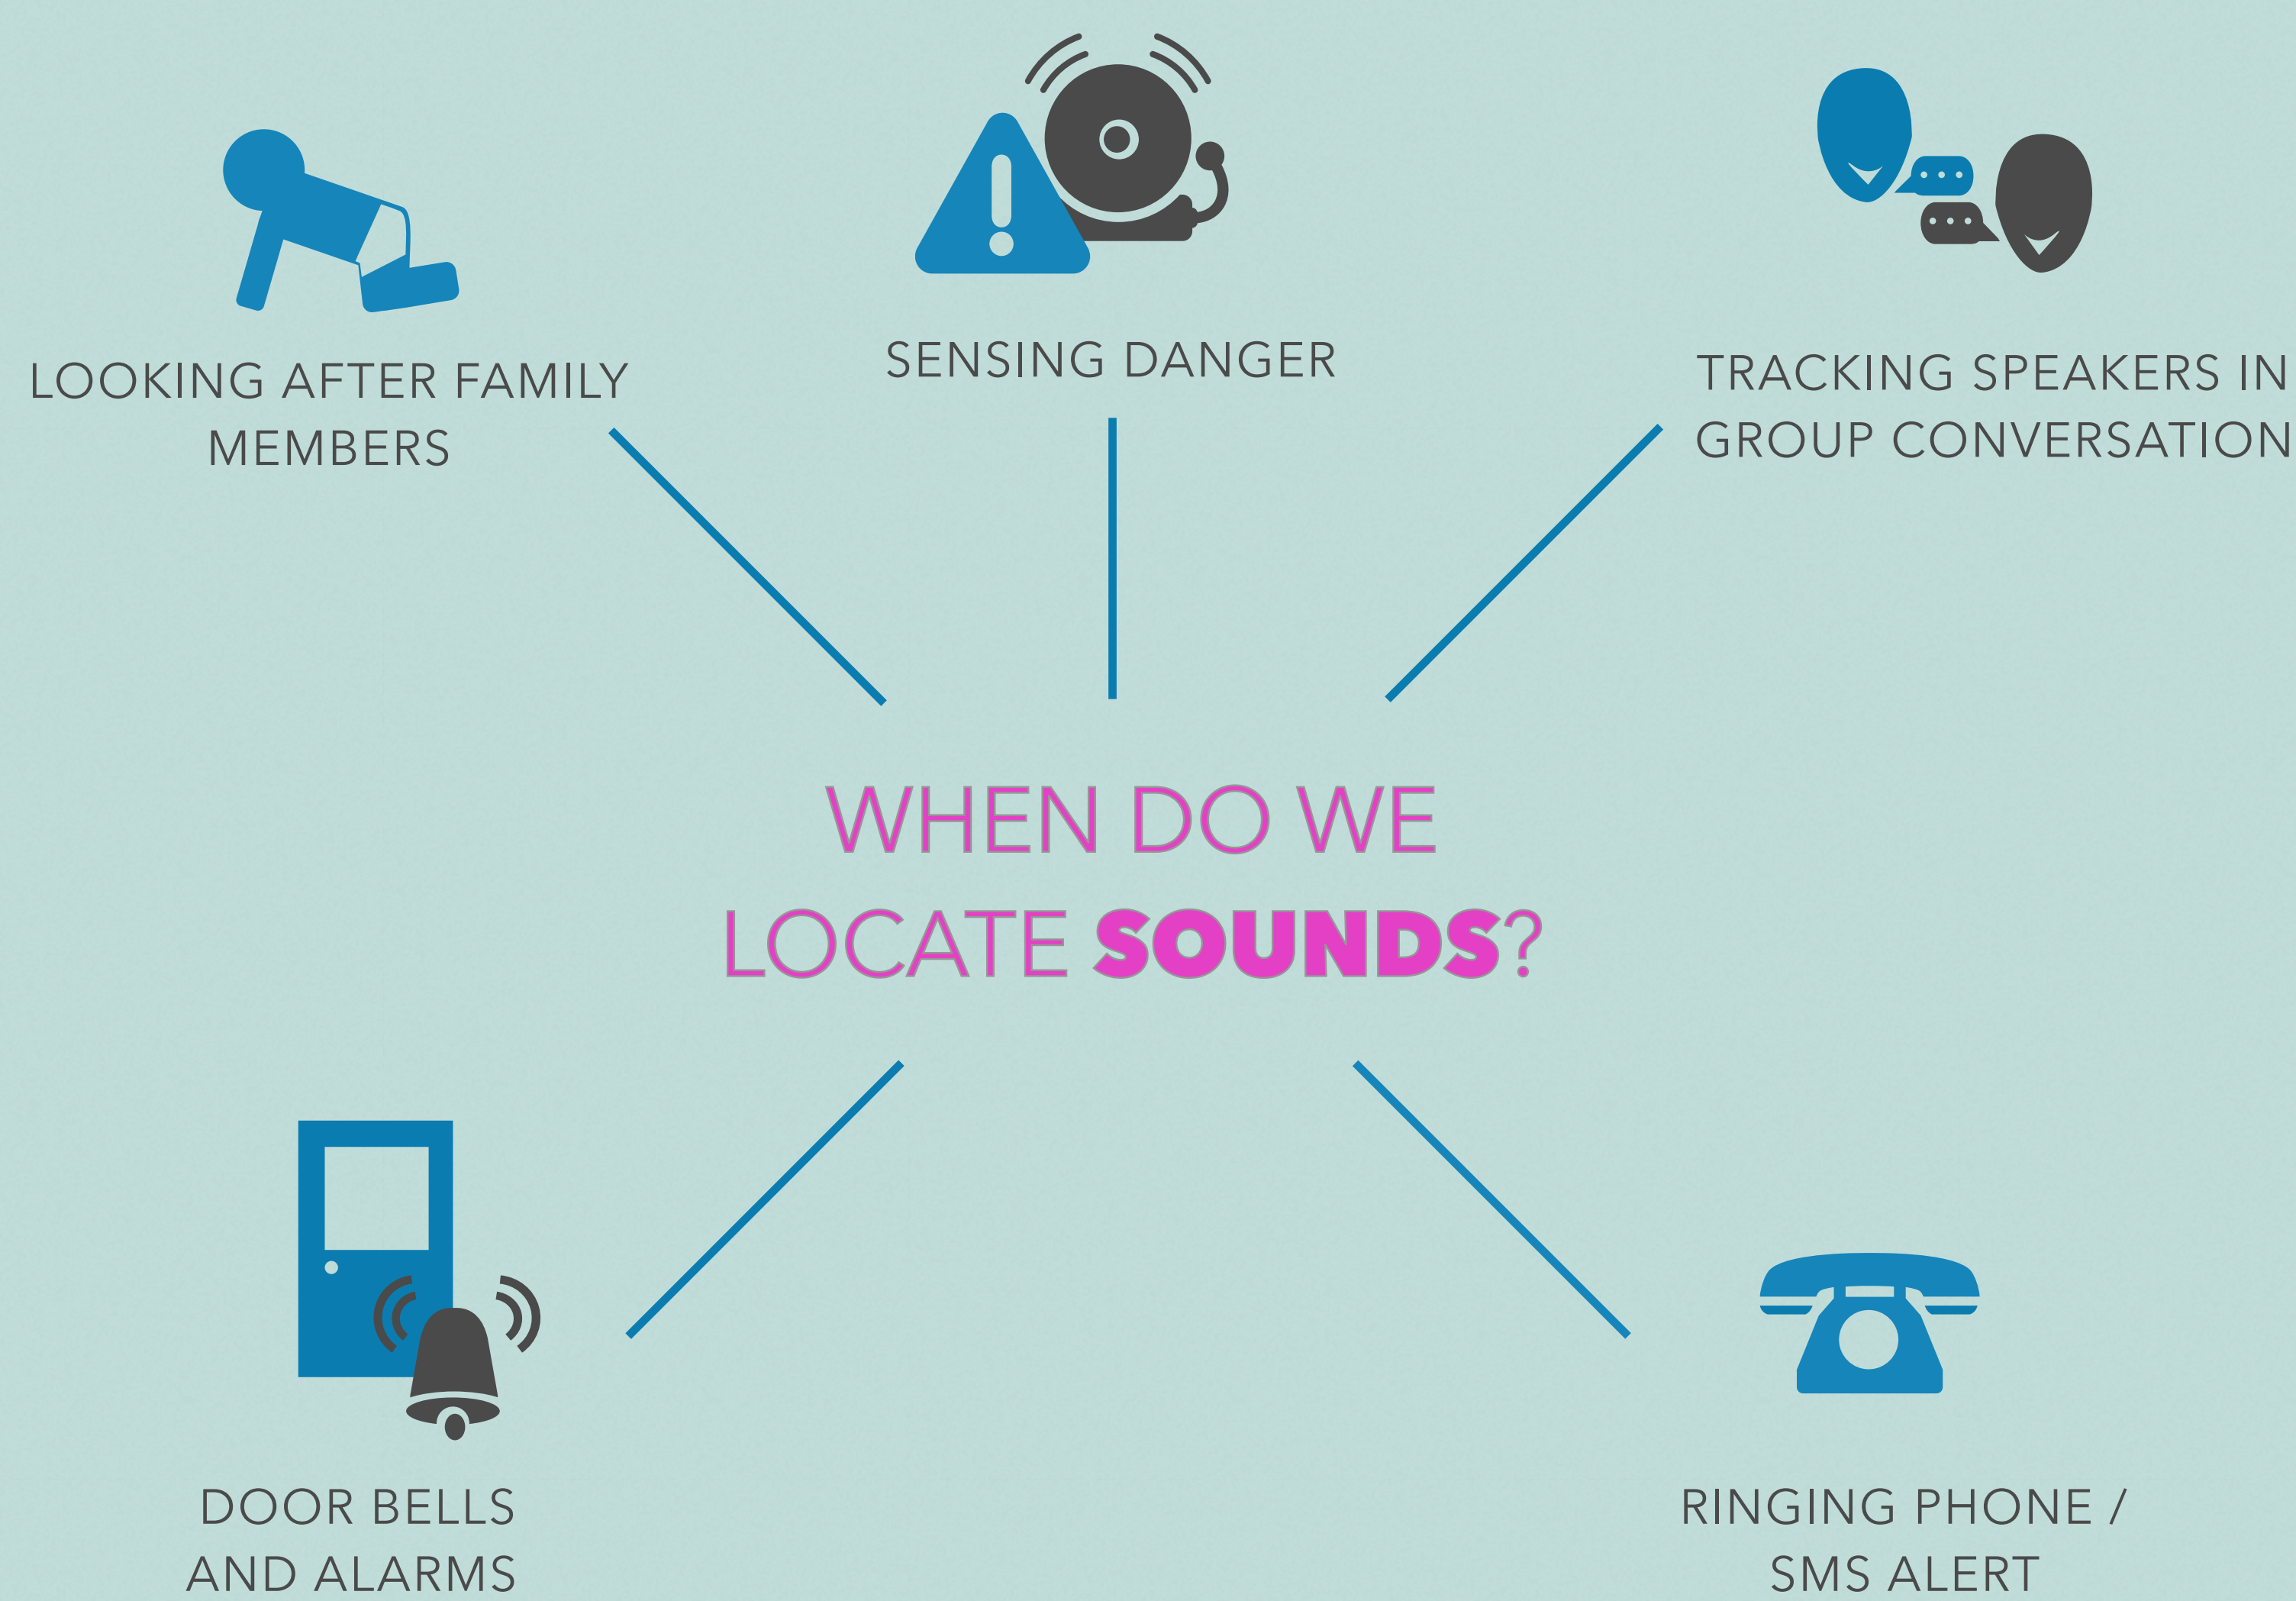 LOOKING AFTER FAMILY
MEMBERS
SENSING DANGER
TRACKING SPEAKERS IN
GROUP CONVERSATION
WHEN DO WE
LOCATE SOUNDS?
DOOR BELLS
AND ALARMS
RINGING PHONE /
SMS ALERT